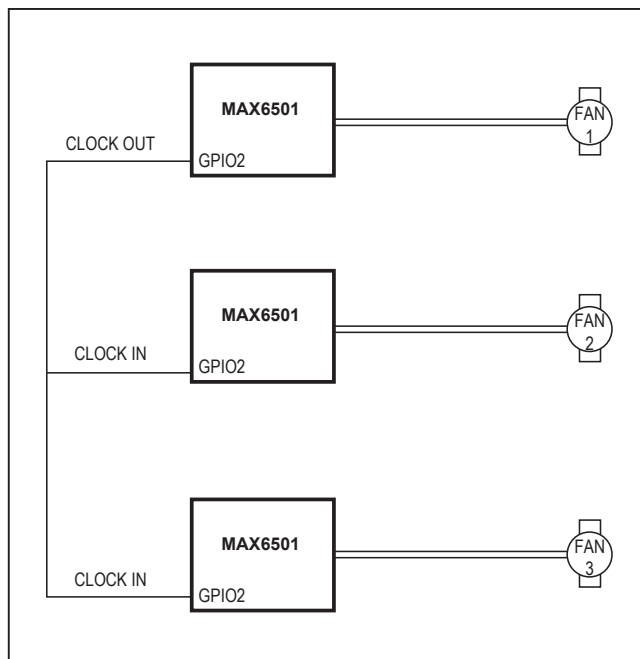 MAX6501
FAN
1
CLOCK OUT
GPIO2
MAX6501
FAN
2
CLOCK IN
GPIO2
MAX6501
FAN
3
CLOCK IN
GPIO2